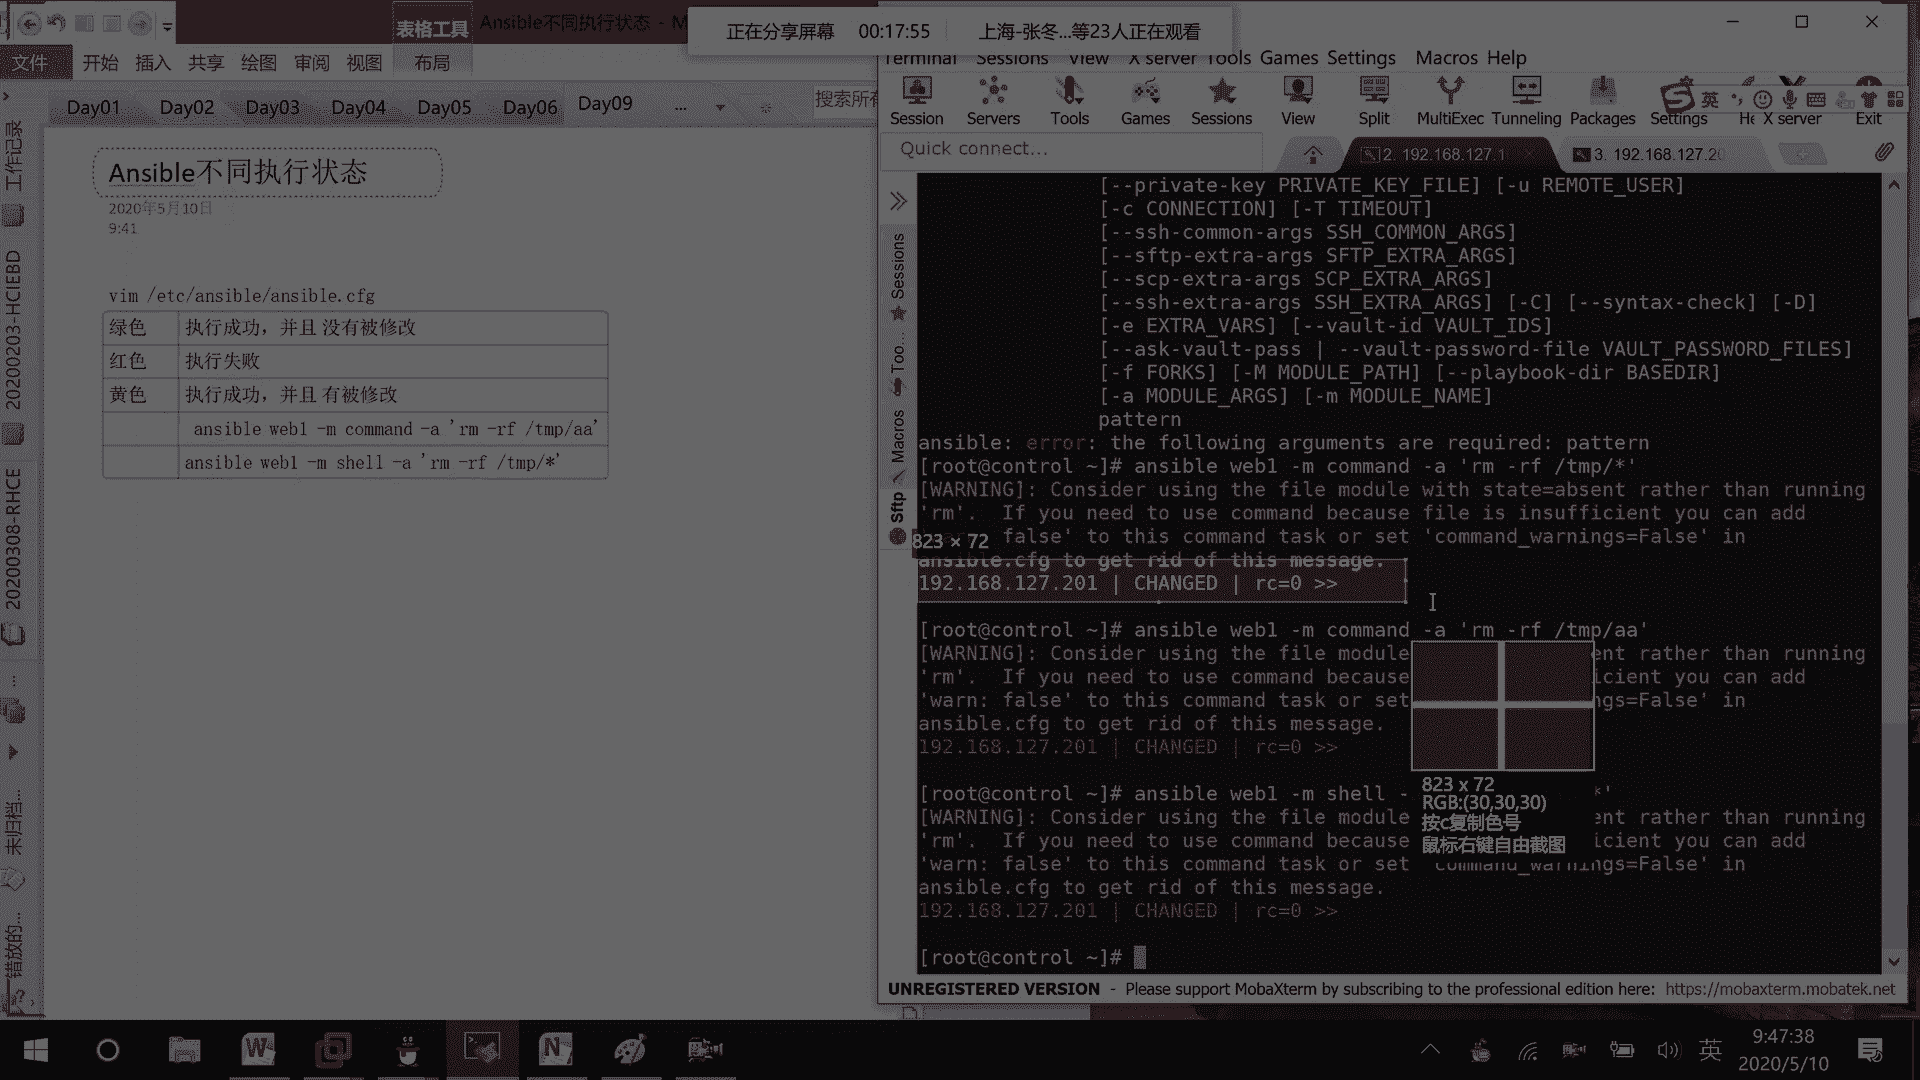 表格工具
Ansible不同执行状态 - M
正在分享屏幕 00:17:55 上海-张冬...等23人正在观看
文件 开始 插入 共享 绘图 审阅 视图 布局
Day01 Day02 Day03 Day04 Day05 Day06 Day09 ...
搜索所有
工作记录
20200203-HCIEBD
20200308-RHCE
...
未归档...
错放的...
Ansible不同执行状态
2020年5月10日
9:41
vim /etc/ansible/ansible.cfg
绿色 执行成功，并且 没有被修改
红色 执行失败
黄色 执行成功，并且 有被修改
ansible web1 -m command -a 'rm -rf /tmp/aa'
ansible web1 -m shell -a 'rm -rf /tmp/*'
Terminal Sessions View X server Tools Games Settings Macros Help
Session Servers Tools Games Sessions View Split MultiExec Tunneling Packages Settings He X server Exit
英
Quick connect...
2. 192.168.127.1
3. 192.168.127.20
Sessions
Too...
Macros
Sftp
[--private-key PRIVATE_KEY_FILE] [-u REMOTE_USER]
[-c CONNECTION] [-T TIMEOUT]
[--ssh-common-args SSH_COMMON_ARGS]
[--sftp-extra-args SFTP_EXTRA_ARGS]
[--scp-extra-args SCP_EXTRA_ARGS]
[--ssh-extra-args SSH_EXTRA_ARGS] [-C] [--syntax-check] [-D]
[-e EXTRA_VARS] [--vault-id VAULT_IDS]
[--ask-vault-pass | --vault-password-file VAULT_PASSWORD_FILES]
[-f FORKS] [-M MODULE_PATH] [--playbook-dir BASEDIR]
[-a MODULE_ARGS] [-m MODULE_NAME]
pattern
ansible: error: the following arguments are required: pattern
[root@control ~]# ansible web1 -m command -a 'rm -rf /tmp/*'
[WARNING]: Consider using the file module with state=absent rather than running
'rm'.  If you need to use command because file is insufficient you can add
823 × 72 false' to this command task or set 'command_warnings=False' in
ansible.cfg to get rid of this message.
192.168.127.201 | CHANGED | rc=0 >>
[root@control ~]# ansible web1 -m command -a 'rm -rf /tmp/aa'
[WARNING]: Consider using the file module ent rather than running
'rm'.  If you need to use command because icient you can add
'warn: false' to this command task or set ngs=False' in
ansible.cfg to get rid of this message.
192.168.127.201 | CHANGED | rc=0 >>
823 x 72
RGB:(30,30,30)
按c复制色号
鼠标右键自由截图
[root@control ~]# ansible web1 -m shell - *'
[WARNING]: Consider using the file module ent rather than running
'rm'.  If you need to use command because icient you can add
'warn: false' to this command task or set command_warnings=False' in
ansible.cfg to get rid of this message.
192.168.127.201 | CHANGED | rc=0 >>
[root@control ~]#
UNREGISTERED VERSION - Please support MobaXterm by subscribing to the professional edition here: https://mobaxterm.mobatek.net
英
9:47:38
2020/5/10